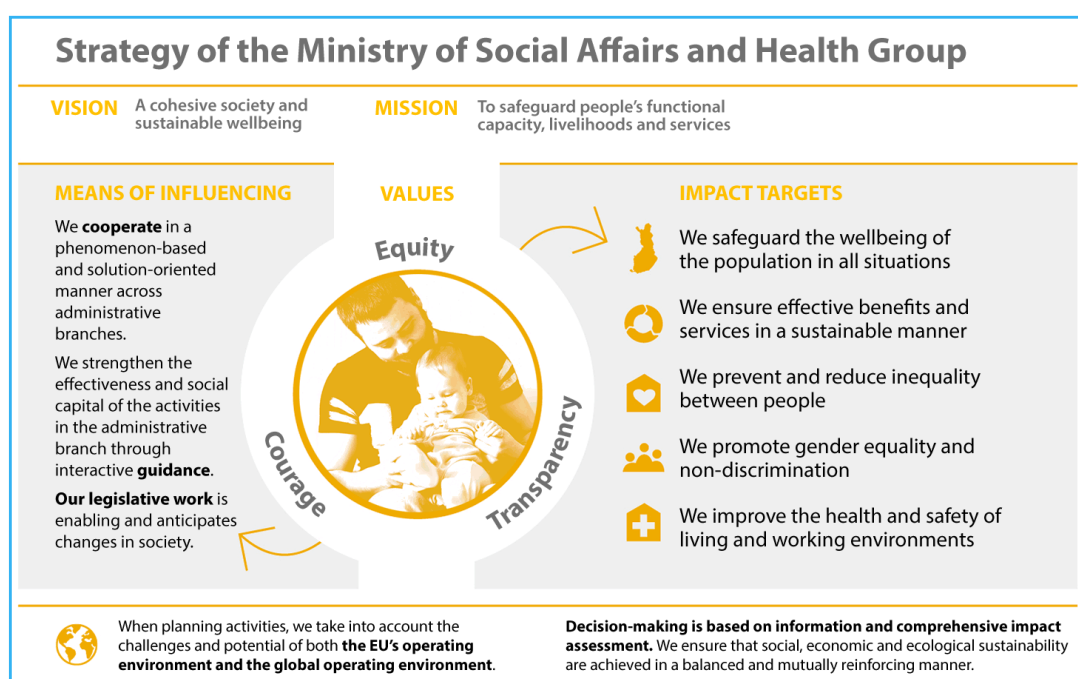 Strategy of the Ministry of Social Affairs and Health Group
VISION
A cohesive society and
sustainable wellbeing
MISSION
To safeguard people’s functional
capacity, livelihoods and services
MEANS OF INFLUENCING
We cooperate in a
phenomenon-based
and solution-oriented
manner across
administrative
branches.
We strengthen the
effectiveness and social
capital of the activities
in the administrative
branch through
interactive guidance.
Our legislative work is
enabling and anticipates
changes in society.
VALUES
Equity
Courage
Transparency
IMPACT TARGETS
We safeguard the wellbeing of
the population in all situations
We ensure effective benefits and
services in a sustainable manner
We prevent and reduce inequality
between people
We promote gender equality and
non-discrimination
We improve the health and safety of
living and working environments
When planning activities, we take into account the
challenges and potential of both the EU’s operating
environment and the global operating environment.
Decision-making is based on information and comprehensive impact
assessment. We ensure that social, economic and ecological sustainability
are achieved in a balanced and mutually reinforcing manner.